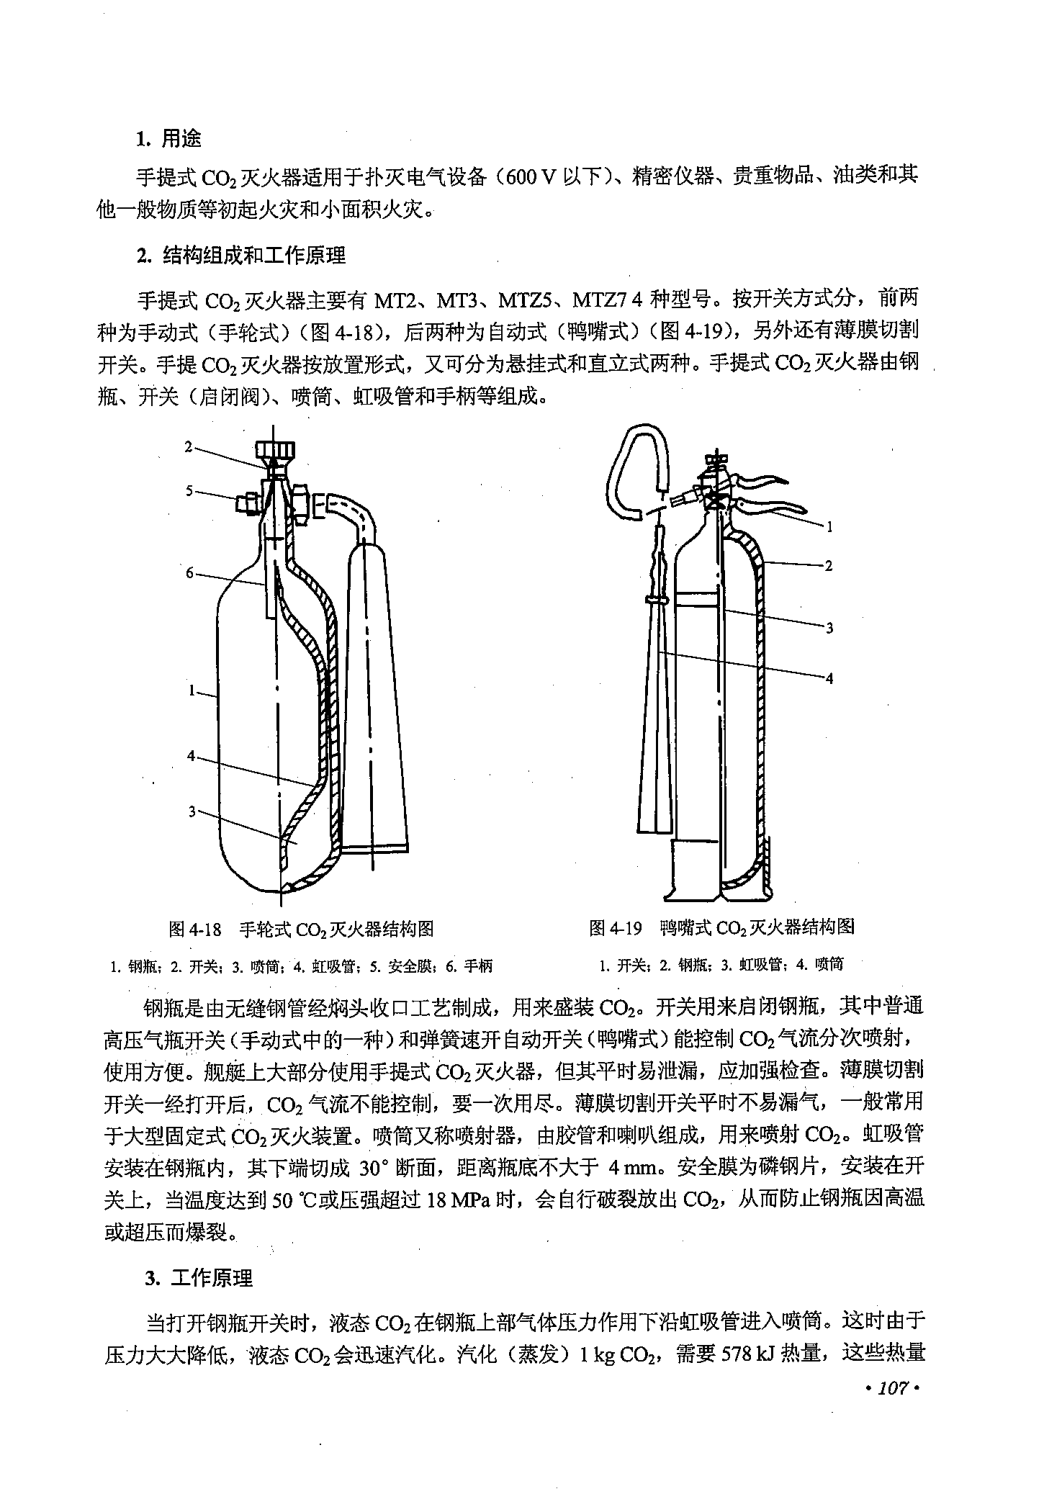 1. 用途
手提式 CO₂ 灭火器适用于扑灭电气设备（600 V 以下）、精密仪器、贵重物品、油类和其
他一般物质等初起火灾和小面积火灾。
2. 结构组成和工作原理
手提式 CO₂ 灭火器主要有 MT2、MT3、MTZ5、MTZ7 4 种型号。按开关方式分，前两
种为手动式（手轮式）（图 4-18），后两种为自动式（鸭嘴式）（图 4-19），另外还有薄膜切割
开关。手提 CO₂ 灭火器按放置形式，又可分为悬挂式和直立式两种。手提式 CO₂ 灭火器由钢
瓶、开关（启闭阀）、喷筒、虹吸管和手柄等组成。
2
5
6
1
4
3
1
2
3
4
图 4-18 手轮式 CO₂ 灭火器结构图
1. 钢瓶；2. 开关；3. 喷筒；4. 虹吸管；5. 安全膜；6. 手柄
图 4-19 鸭嘴式 CO₂ 灭火器结构图
1. 开关；2. 钢瓶；3. 虹吸管；4. 喷筒
钢瓶是由无缝钢管经焖头收口工艺制成，用来盛装 CO₂。开关用来启闭钢瓶，其中普通
高压气瓶开关（手动式中的一种）和弹簧速开自动开关（鸭嘴式）能控制 CO₂ 气流分次喷射，
使用方便。舰艇上大部分使用手提式 CO₂ 灭火器，但其平时易泄漏，应加强检查。薄膜切割
开关一经打开后，CO₂ 气流不能控制，要一次用尽。薄膜切割开关平时不易漏气，一般常用
于大型固定式 CO₂ 灭火装置。喷筒又称喷射器，由胶管和喇叭组成，用来喷射 CO₂。虹吸管
安装在钢瓶内，其下端切成 30° 断面，距离瓶底不大于 4 mm。安全膜为磷钢片，安装在开
关上，当温度达到 50 ℃或压强超过 18 MPa 时，会自行破裂放出 CO₂，从而防止钢瓶因高温
或超压而爆裂。
3. 工作原理
当打开钢瓶开关时，液态 CO₂ 在钢瓶上部气体压力作用下沿虹吸管进入喷筒。这时由于
压力大大降低，液态 CO₂ 会迅速汽化。汽化（蒸发）1 kg CO₂，需要 578 kJ 热量，这些热量
·107·